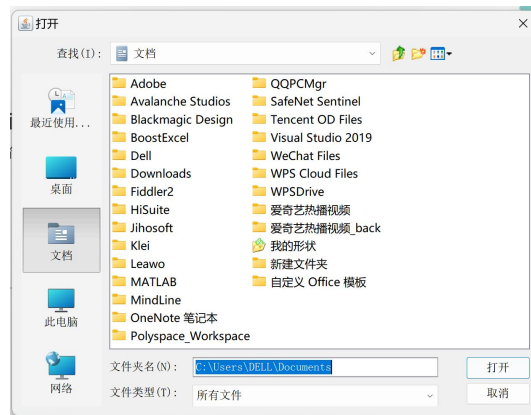 打开
查找(I):
文档
最近使用...
桌面
文档
此电脑
网络
Adobe
Avalanche Studios
Blackmagic Design
BoostExcel
Dell
Downloads
Fiddler2
HiSuite
Jihosoft
Klei
Leawo
MATLAB
MindLine
OneNote 笔记本
Polyspace_Workspace
QQPCMgr
SafeNet Sentinel
Tencent OD Files
Visual Studio 2019
WeChat Files
WPS Cloud Files
WPSDrive
爱奇艺热播视频
爱奇艺热播视频_back
我的形状
新建文件夹
自定义 Office 模板
文件夹名(N):
C:\Users\DELL\Documents
打开
文件类型(T):
所有文件
取消